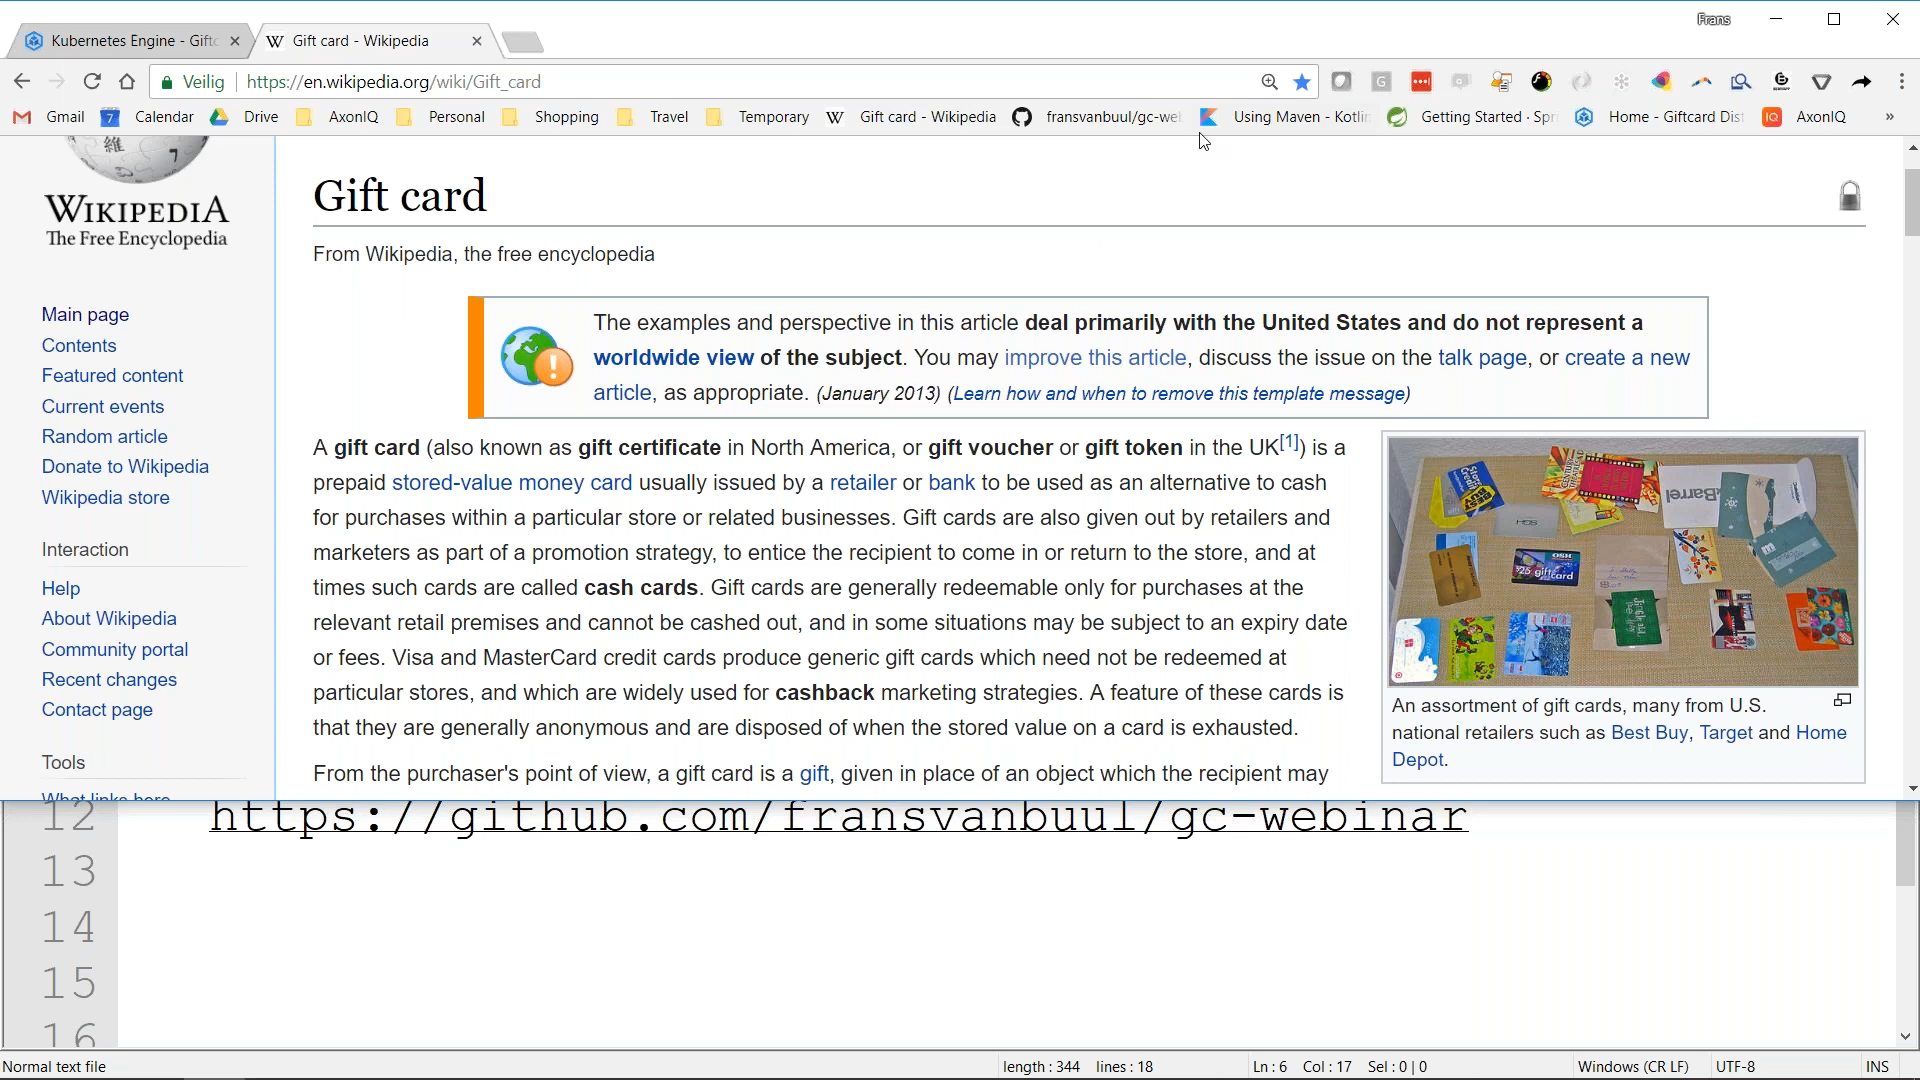 Frans
Kubernetes Engine - Giftc
Gift card - Wikipedia
Veilig
https://en.wikipedia.org/wiki/Gift_card
Gmail
Calendar
Drive
AxonIQ
Personal
Shopping
Travel
Temporary
Gift card - Wikipedia
fransvanbuul/gc-we
Using Maven - Kotli
Getting Started · Spr
Home - Giftcard Dis
AxonIQ
»
WIKIPEDIA
The Free Encyclopedia
Main page
Contents
Featured content
Current events
Random article
Donate to Wikipedia
Wikipedia store
Interaction
Help
About Wikipedia
Community portal
Recent changes
Contact page
Tools
What links here
Gift card
From Wikipedia, the free encyclopedia
The examples and perspective in this article deal primarily with the United States and do not represent a
worldwide view of the subject. You may improve this article, discuss the issue on the talk page, or create a new
article, as appropriate. (January 2013) (Learn how and when to remove this template message)
A gift card (also known as gift certificate in North America, or gift voucher or gift token in the UK[1]) is a
prepaid stored-value money card usually issued by a retailer or bank to be used as an alternative to cash
for purchases within a particular store or related businesses. Gift cards are also given out by retailers and
marketers as part of a promotion strategy, to entice the recipient to come in or return to the store, and at
times such cards are called cash cards. Gift cards are generally redeemable only for purchases at the
relevant retail premises and cannot be cashed out, and in some situations may be subject to an expiry date
or fees. Visa and MasterCard credit cards produce generic gift cards which need not be redeemed at
particular stores, and which are widely used for cashback marketing strategies. A feature of these cards is
that they are generally anonymous and are disposed of when the stored value on a card is exhausted.
From the purchaser's point of view, a gift card is a gift, given in place of an object which the recipient may
An assortment of gift cards, many from U.S.
national retailers such as Best Buy, Target and Home
Depot.
12 https://github.com/fransvanbuul/gc-webinar
13
14
15
16
Normal text file
length : 344 lines : 18
Ln : 6 Col : 17 Sel : 0 | 0
Windows (CR LF)
UTF-8
INS